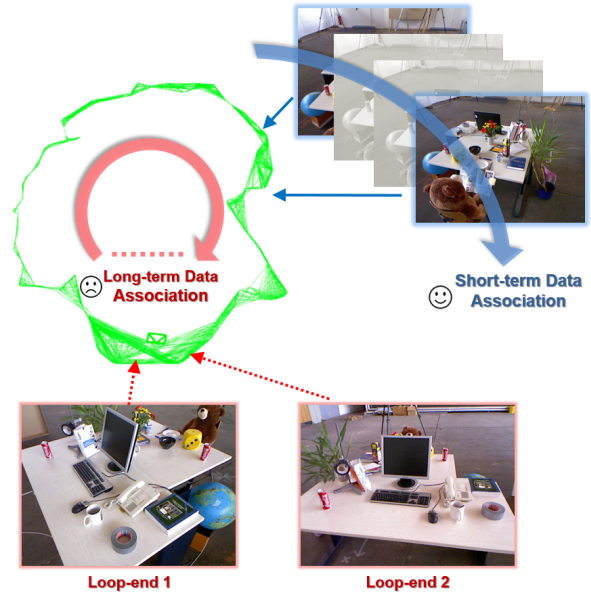 Long-term Data
Association
Short-term Data
Association
Loop-end 1
Loop-end 2